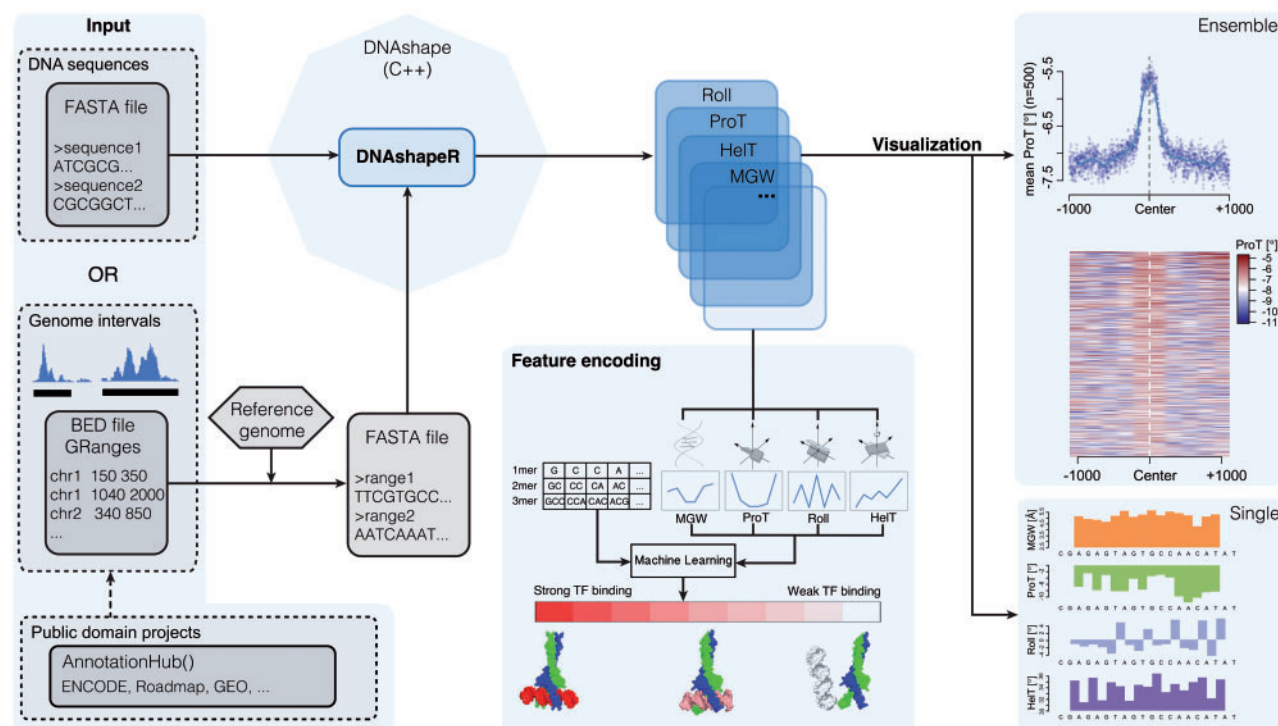 Input
DNA sequences
FASTA file
>sequence1
ATCGCG...
>sequence2
CGCGGCT...
OR
Genome intervals
BED file
GRanges
chr1 150 350
chr1 1040 2000
chr2 340 850
...
Public domain projects
AnnotationHub()
ENCODE, Roadmap, GEO, ...
Reference
genome
FASTA file
>range1
TTCGTGCC...
>range2
AATCAAAT...
DNAshape
(C++)
DNAshapeR
Roll
ProT
HelT
MGW
...
Visualization
Feature encoding
1mer G C C A ...
2mer GC CC CA AC ...
3mer GCC CCA CAC ACG ...
MGW ProT Roll HelT
Machine Learning
Strong TF binding Weak TF binding
Ensemble
mean ProT [°] (n=500)
-5.5
-6.5
-7.5
-1000 Center +1000
ProT [°]
-5
-6
-7
-8
-9
-10
-11
-1000 Center +1000
Single
MGW [Å]
C G A G A G T A G T G C C A A C A T A T
ProT [°]
C G A G A G T A G T G C C A A C A T A T
Roll [°]
C G A G A G T A G T G C C A A C A T A T
HelT [°]
C G A G A G T A G T G C C A A C A T A T